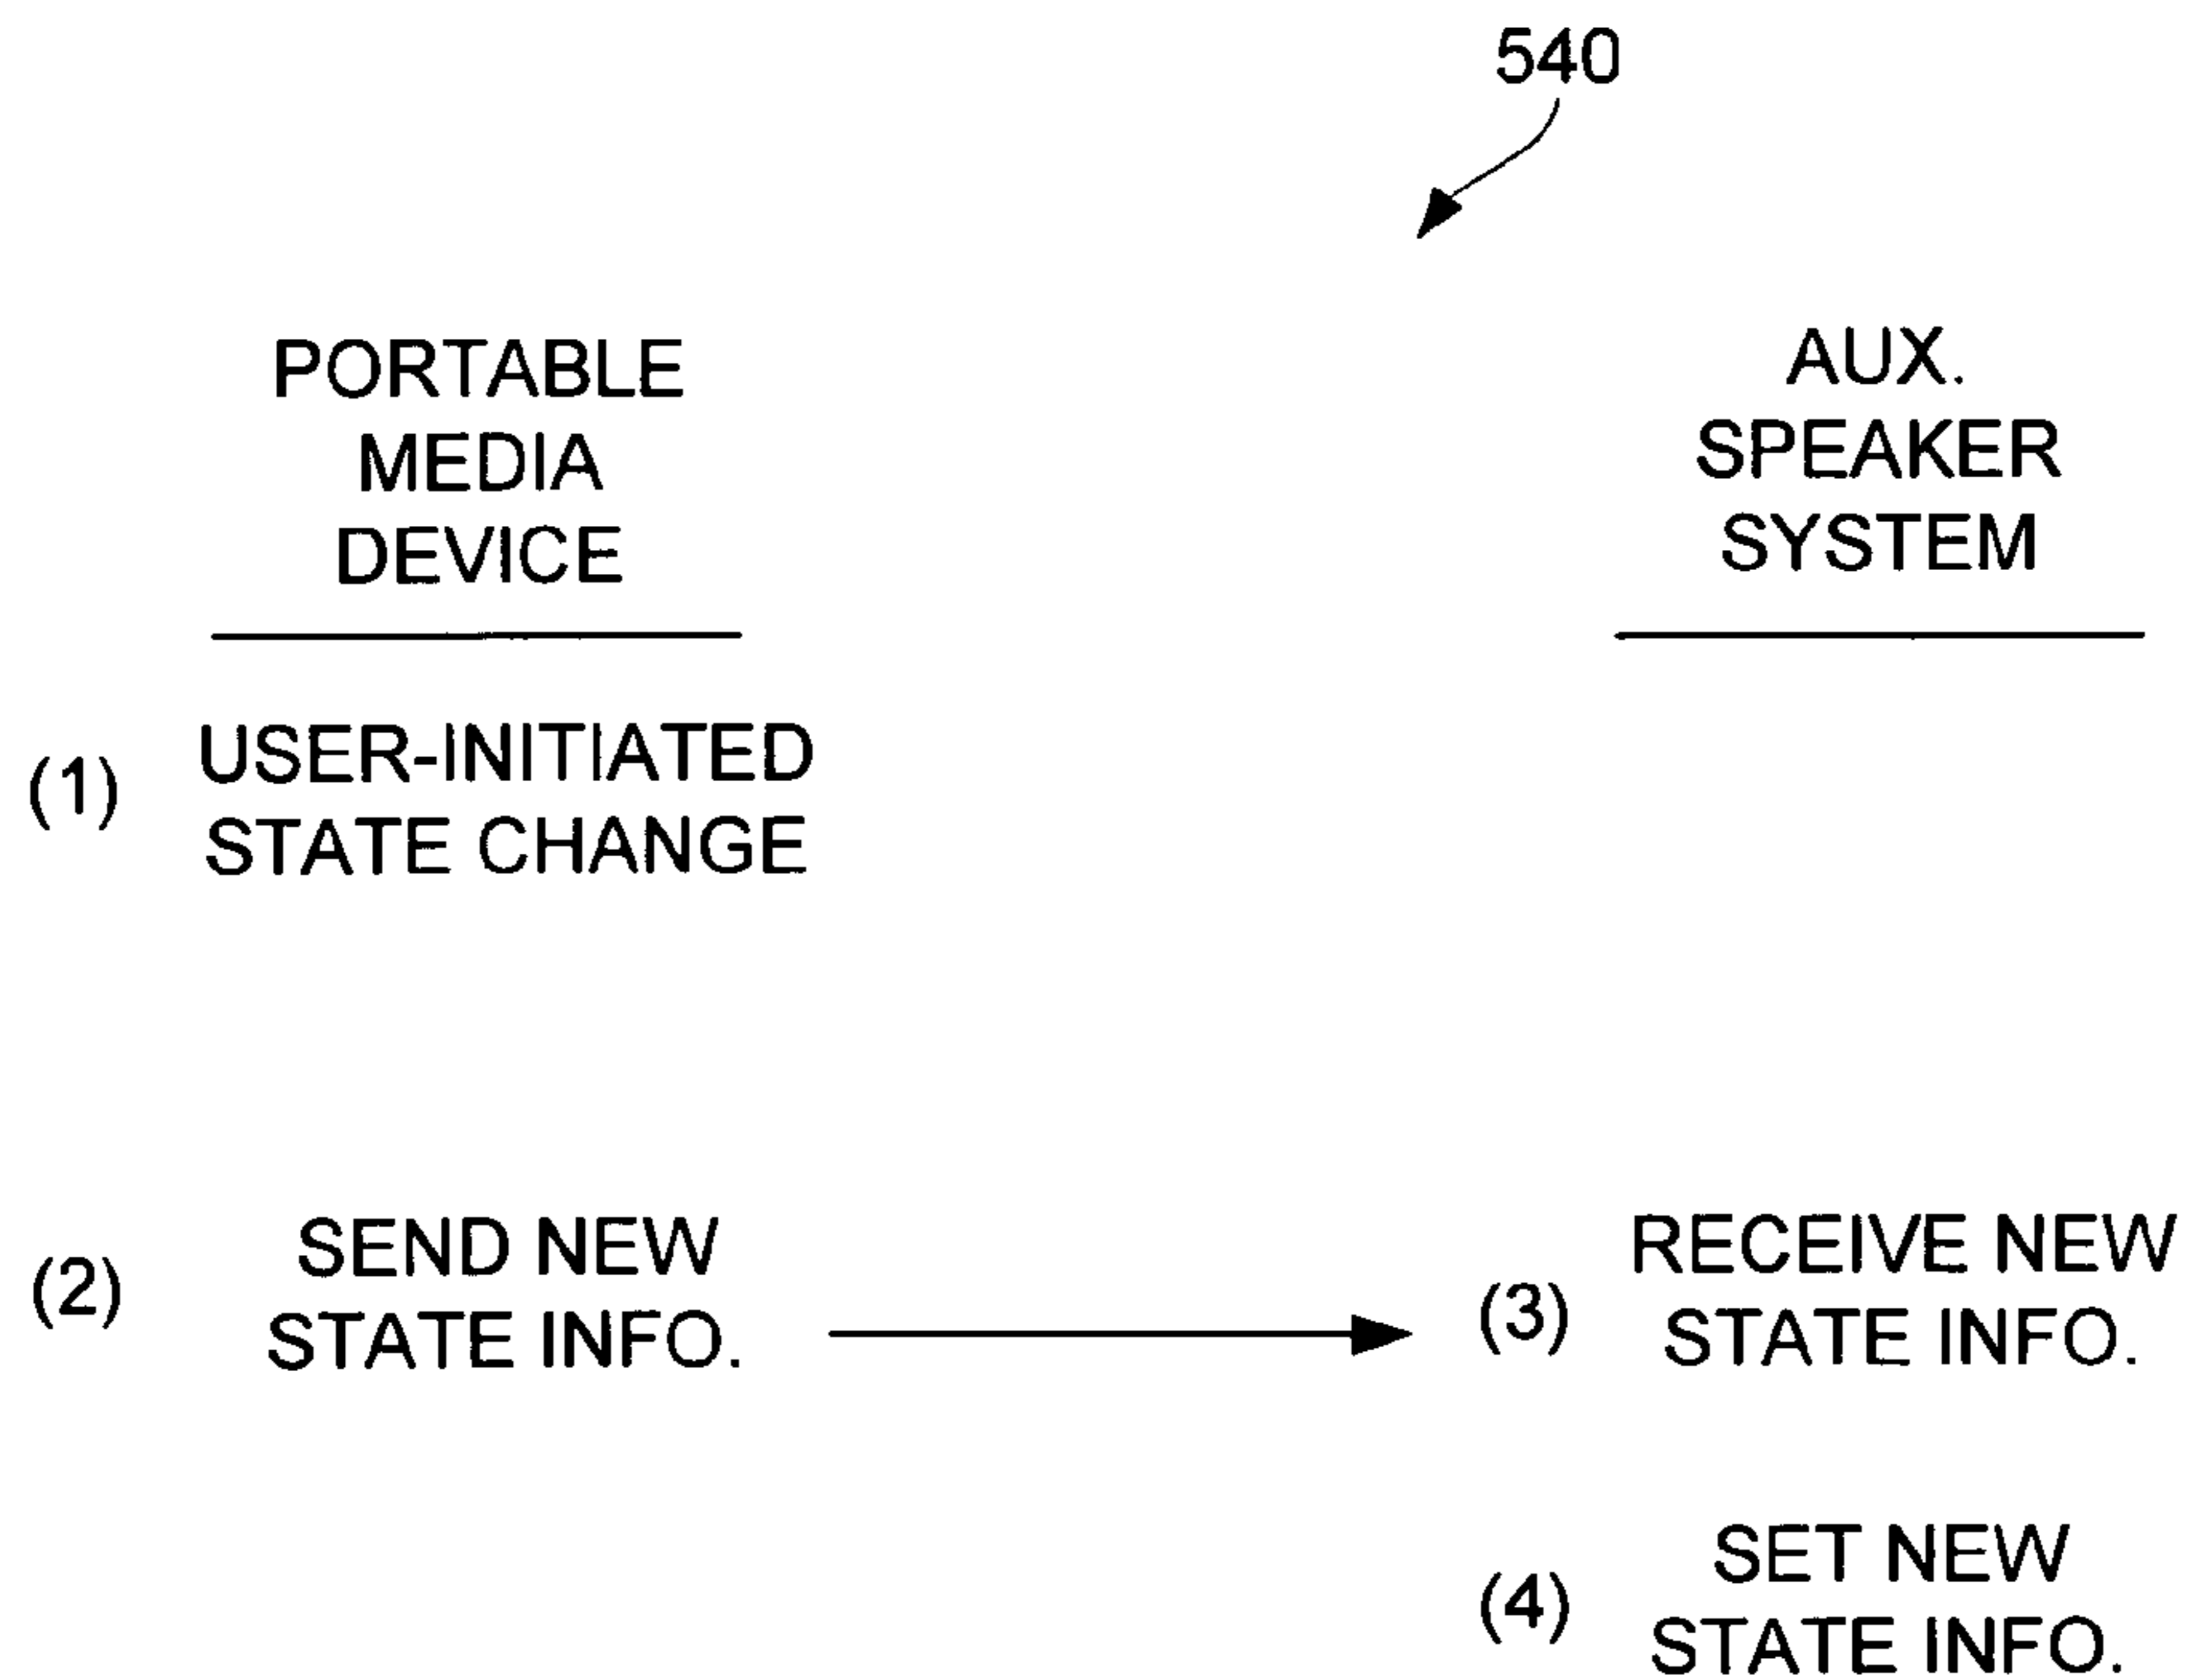 540
PORTABLE
MEDIA
DEVICE
AUX.
SPEAKER
SYSTEM
(1)
USER-INITIATED
STATE CHANGE
(2)
SEND NEW
STATE INFO.
(3)
RECEIVE NEW
STATE INFO.
(4)
SET NEW
STATE INFO.